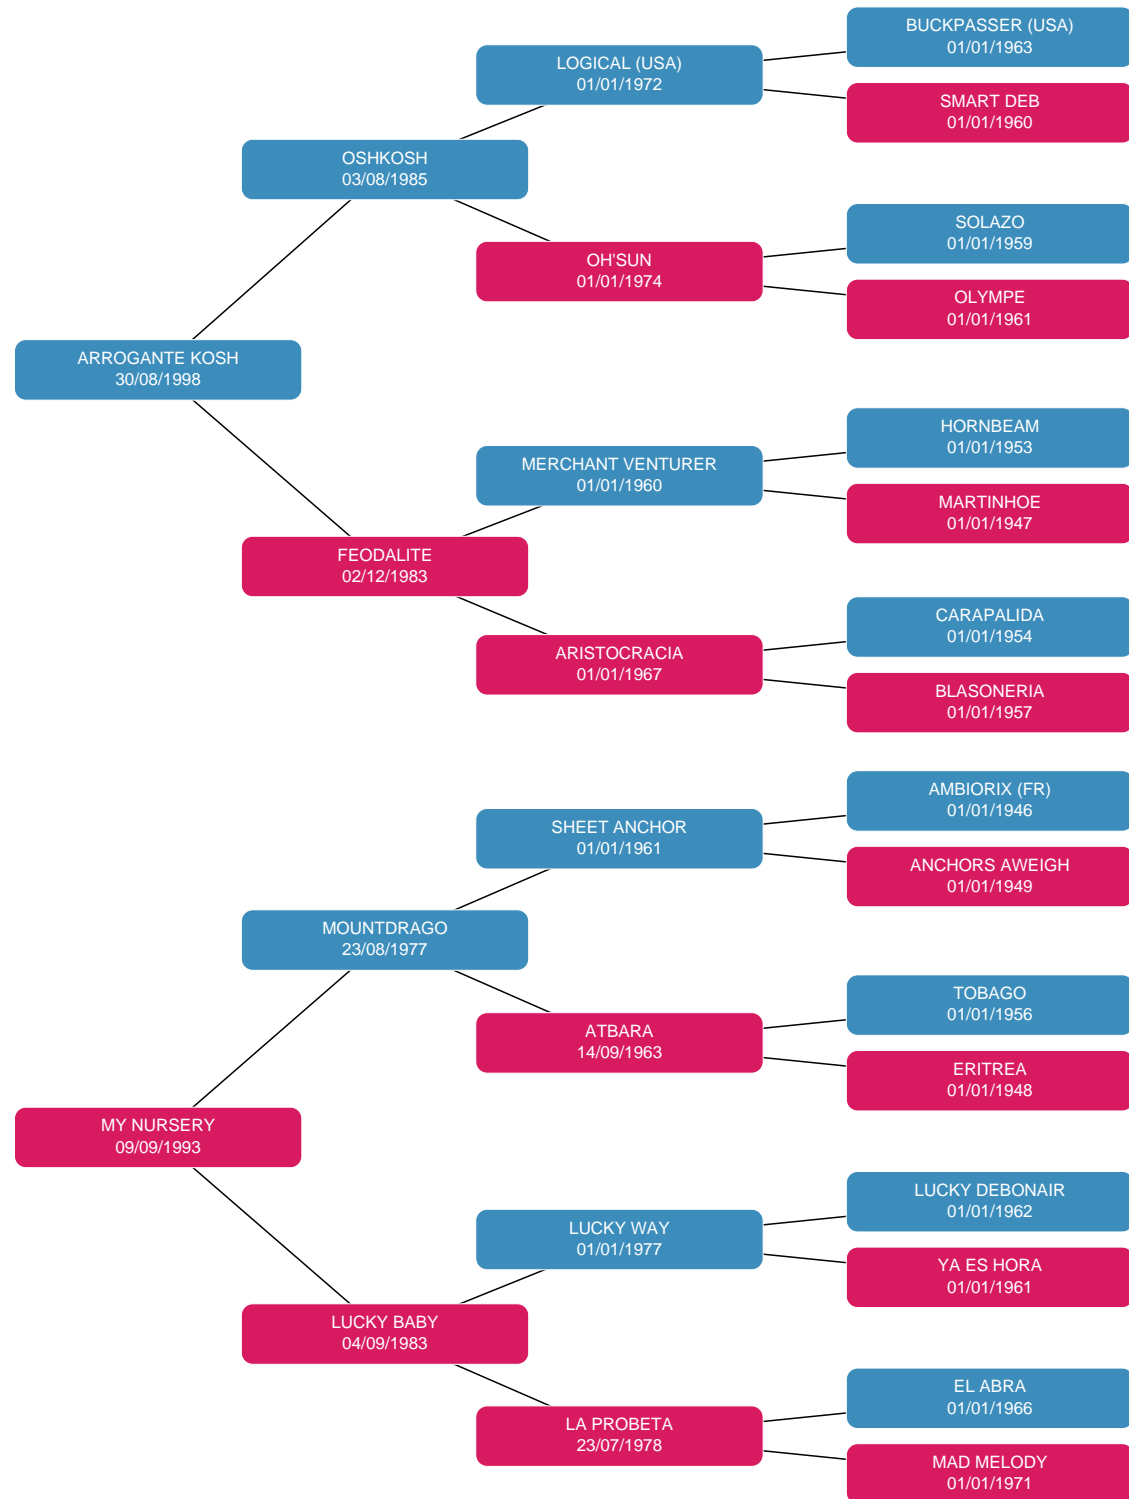 BUCKPASSER (USA)
01/01/1963
LOGICAL (USA)
01/01/1972
SMART DEB
01/01/1960
OSHKOSH
03/08/1985
SOLAZO
01/01/1959
OH'SUN
01/01/1974
OLYMPE
01/01/1961
ARROGANTE KOSH
30/08/1998
HORNBEAM
01/01/1953
MERCHANT VENTURER
01/01/1960
MARTINHOE
01/01/1947
FEODALITE
02/12/1983
CARAPALIDA
01/01/1954
ARISTOCRACIA
01/01/1967
BLASONERIA
01/01/1957
AMBIORIX (FR)
01/01/1946
SHEET ANCHOR
01/01/1961
ANCHORS AWEIGH
01/01/1949
MOUNTDRAGO
23/08/1977
TOBAGO
01/01/1956
ATBARA
14/09/1963
ERITREA
01/01/1948
MY NURSERY
09/09/1993
LUCKY DEBONAIR
01/01/1962
LUCKY WAY
01/01/1977
YA ES HORA
01/01/1961
LUCKY BABY
04/09/1983
EL ABRA
01/01/1966
LA PROBETA
23/07/1978
MAD MELODY
01/01/1971